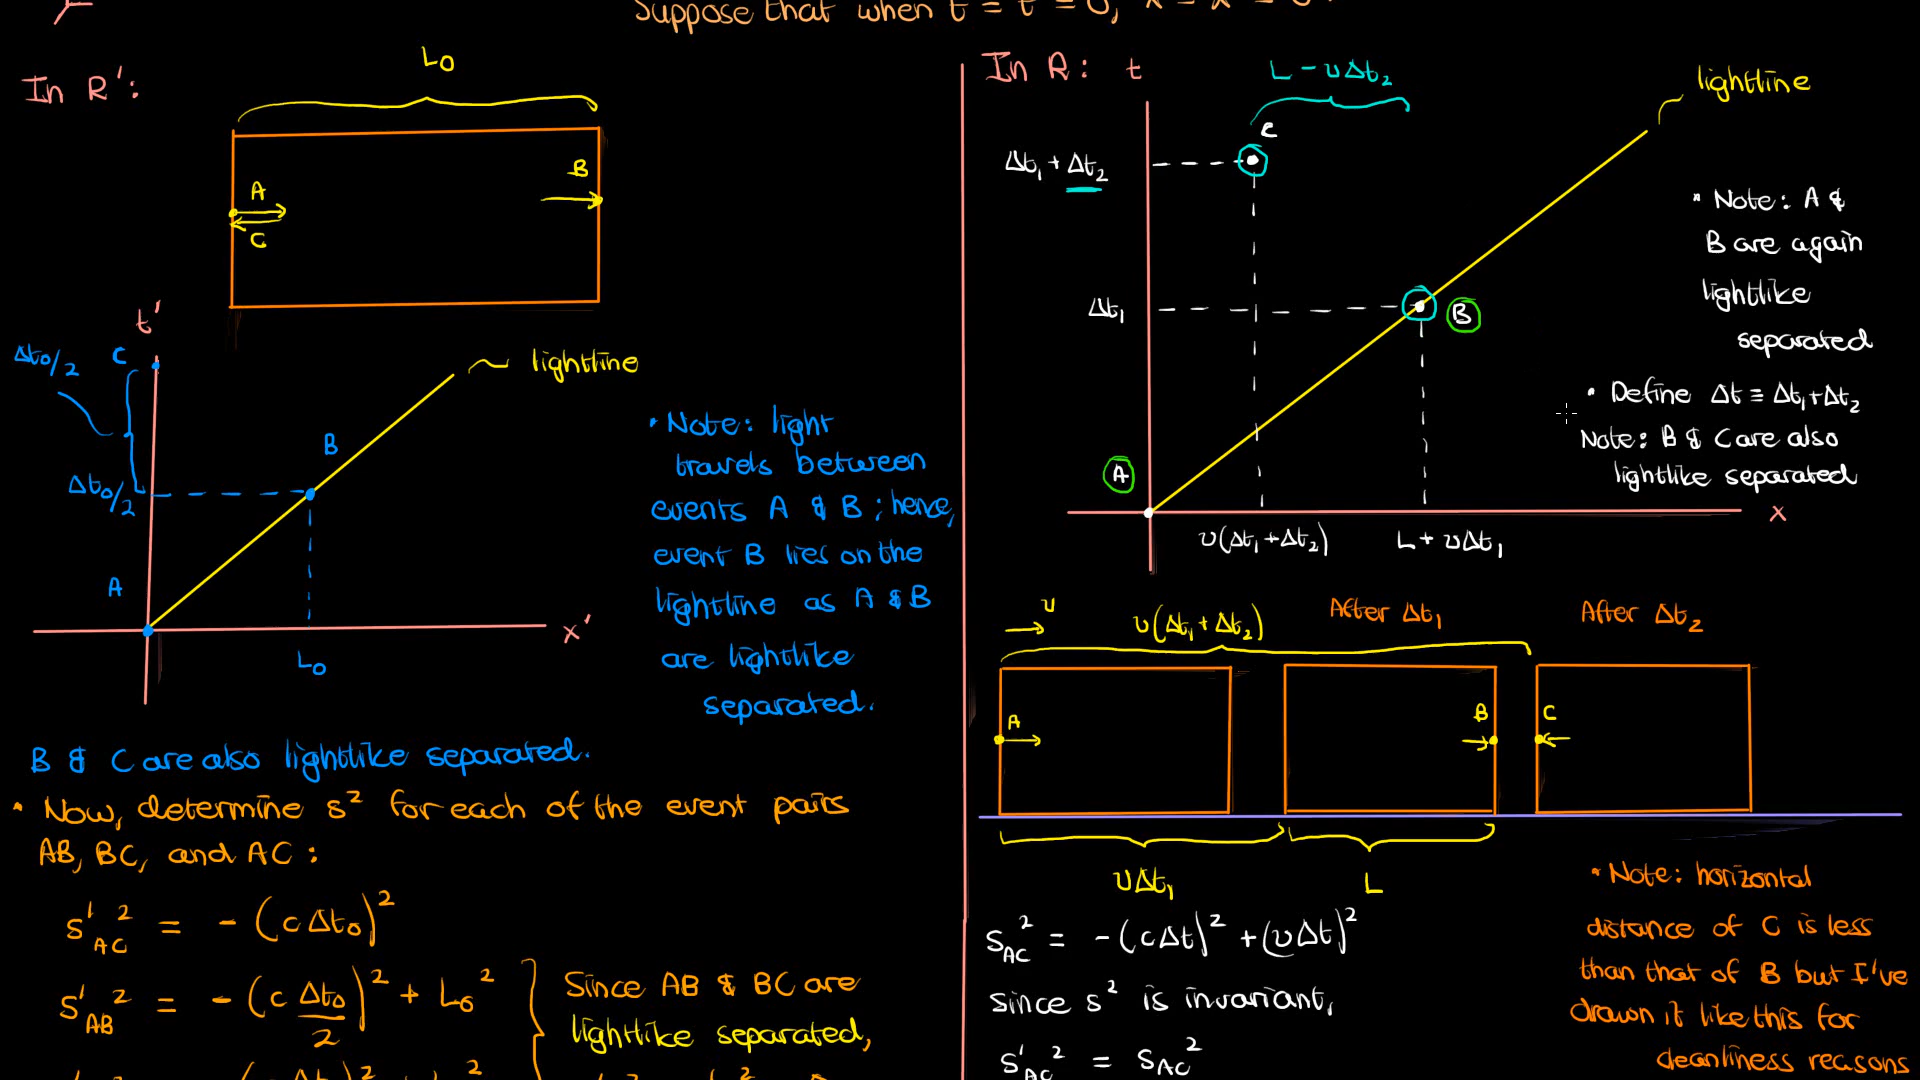 Suppose that when t = t' = 0, x = x' = 0.
In R':
L₀
A
C
B
t'
C
Δt₀/2
lightline
B
Δt₀/2
A
L₀
x'
• Note: light
travels between
events A & B; hence,
event B lies on the
lightline as A & B
are lightlike
separated.
B & C are also lightlike separated.
• Now, determine s² for each of the event pairs
AB, BC, and AC:
s'_AC² = -(cΔt₀)²
s'_AB² = -(c Δt₀/2)² + L₀²
Since AB & BC are
lightlike separated,
In R:
t
L - vΔt₂
lightline
C
Δt₁ + Δt₂
Δt₁
B
A
v(Δt₁+Δt₂)
L + vΔt₁
x
• Note: A &
B are again
lightlike
separated
• Define Δt ≡ Δt₁+Δt₂
Note: B & C are also
lightlike separated
v
v(Δt₁ + Δt₂)
After Δt₁
After Δt₂
A
B
C
vΔt₁
L
s_AC² = -(cΔt)² + (vΔt)²
since s² is invariant,
s'_AC² = s_AC²
• Note: horizontal
distance of C is less
than that of B but I've
drawn it like this for
cleanliness reasons